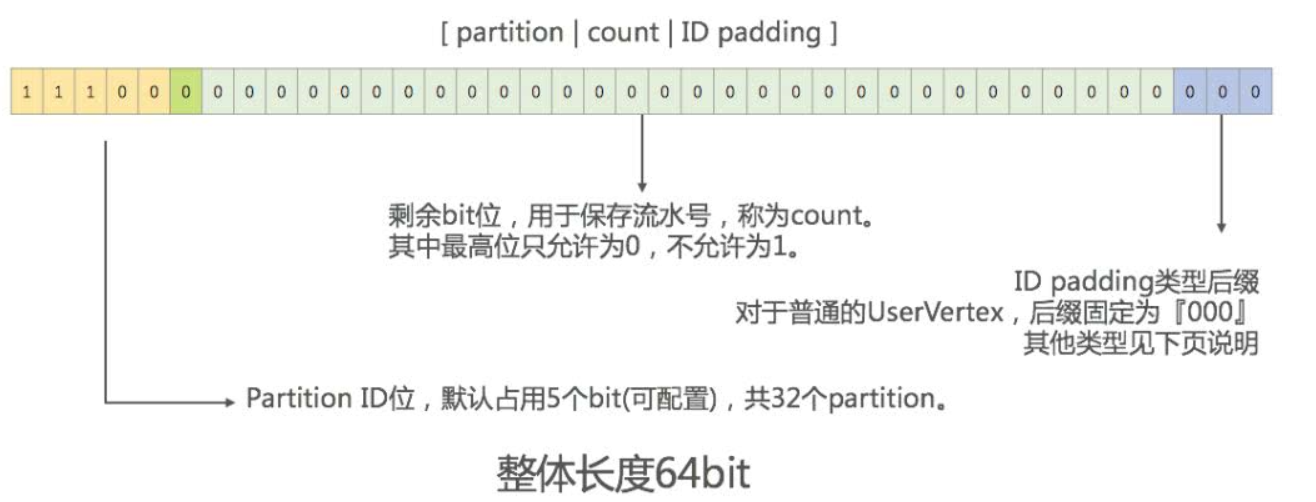 [ partition | count | ID padding ]
1 1 1 0 0 0 0 0 0 0 0 0 0 0 0 0 0 0 0 0 0 0 0 0 0 0 0 0 0 0 0 0 0 0 0 0 0 0 0
剩余bit位，用于保存流水号，称为count。
其中最高位只允许为0，不允许为1。
ID padding类型后缀
对于普通的UserVertex，后缀固定为『000』
其他类型见下页说明
Partition ID位，默认占用5个bit(可配置)，共32个partition。
整体长度64bit